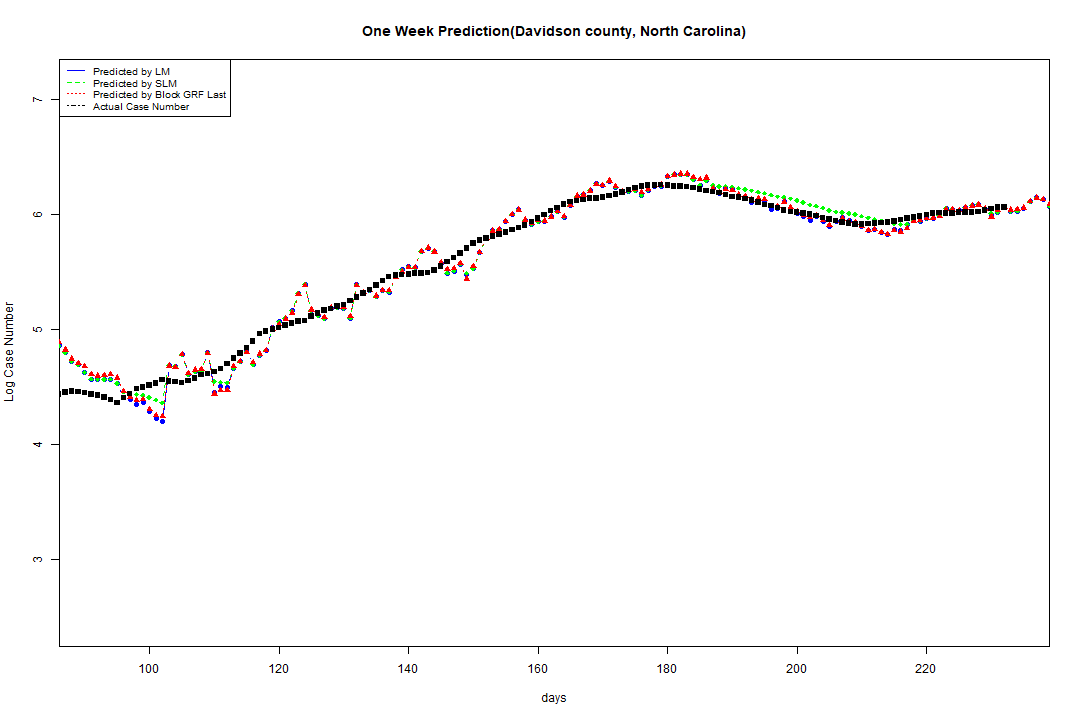 One Week Prediction(Davidson county, North Carolina)
Predicted by LM
Predicted by SLM
Predicted by Block GRF Last
Actual Case Number
7
6
5
4
3
Log Case Number
100 120 140 160 180 200 220
days